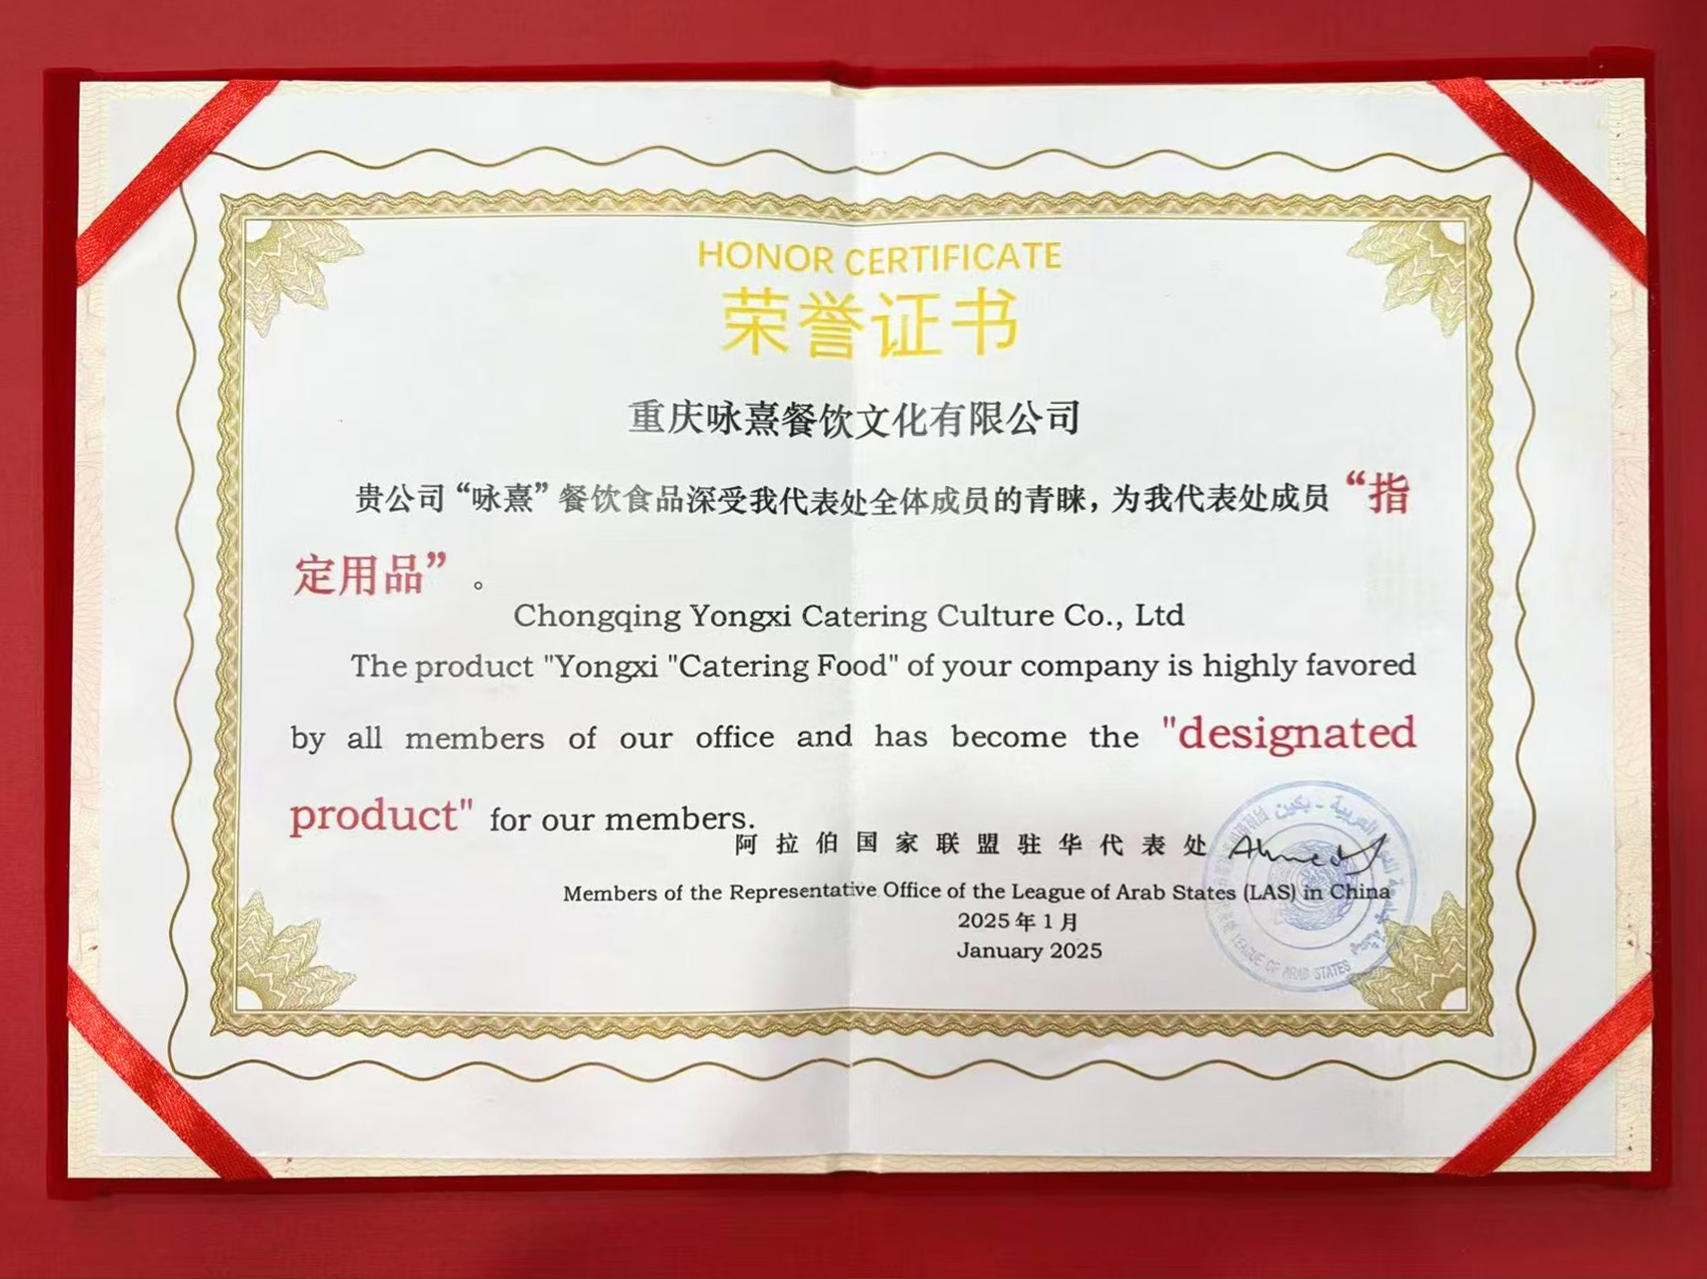 HONOR CERTIFICATE
荣誉证书
重庆咏熹餐饮文化有限公司
贵公司“咏熹”餐饮食品深受我代表处全体成员的青睐，为我代表处成员“指
定用品”。
Chongqing Yongxi Catering Culture Co., Ltd
The product "Yongxi "Catering Food" of your company is highly favored
by all members of our office and has become the "designated
product" for our members.
阿拉伯国家联盟驻华代表处
Members of the Representative Office of the League of Arab States (LAS) in China
2025年1月
January 2025
LEAGUE OF ARAB STATES